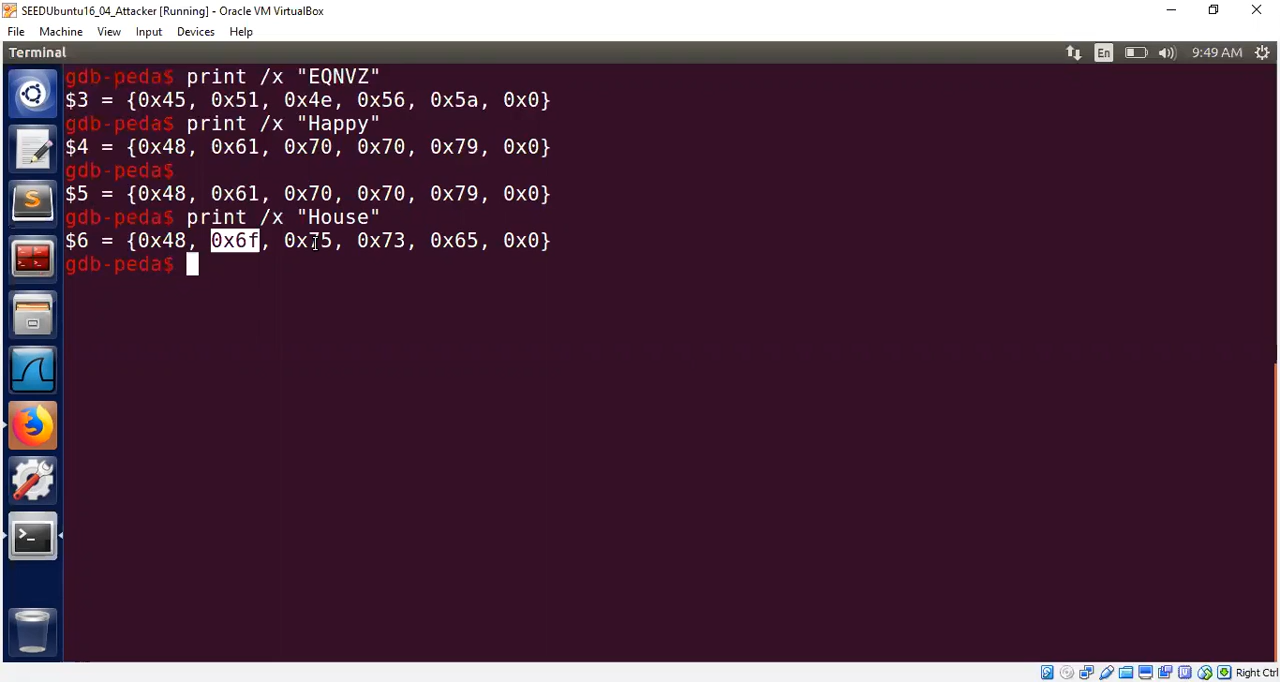 SEEDUbuntu16_04_Attacker [Running] - Oracle VM VirtualBox
File Machine View Input Devices Help
Terminal En 9:49 AM
gdb-peda$ print /x "EQNVZ"
$3 = {0x45, 0x51, 0x4e, 0x56, 0x5a, 0x0}
gdb-peda$ print /x "Happy"
$4 = {0x48, 0x61, 0x70, 0x70, 0x79, 0x0}
gdb-peda$
$5 = {0x48, 0x61, 0x70, 0x70, 0x79, 0x0}
gdb-peda$ print /x "House"
$6 = {0x48, 0x6f, 0x75, 0x73, 0x65, 0x0}
gdb-peda$
Right Ctrl